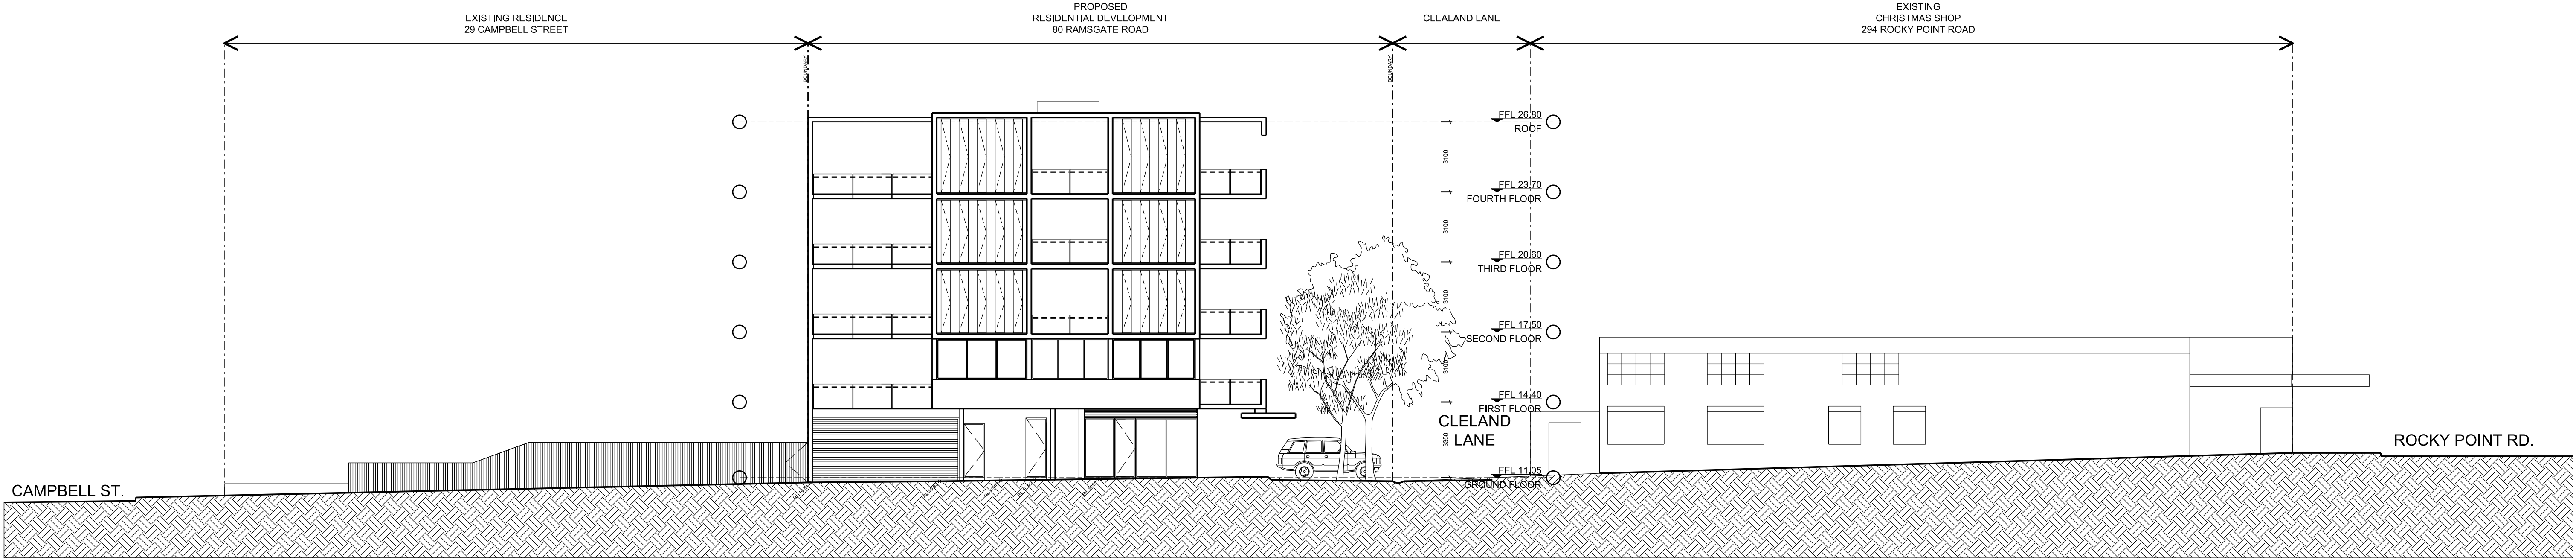 EXISTING RESIDENCE
29 CAMPBELL STREET
PROPOSED
RESIDENTIAL DEVELOPMENT
80 RAMSGATE ROAD
CLEALAND LANE
EXISTING
CHRISTMAS SHOP
294 ROCKY POINT ROAD
BOUNDARY
BOUNDARY
FFL 26.80
ROOF
3100
FFL 23.70
FOURTH FLOOR
3100
FFL 20.60
THIRD FLOOR
3100
FFL 17.50
SECOND FLOOR
3100
FFL 14.40
FIRST FLOOR
CLELAND
LANE
3350
FFL 11.05
GROUND FLOOR
CAMPBELL ST.
ROCKY POINT RD.